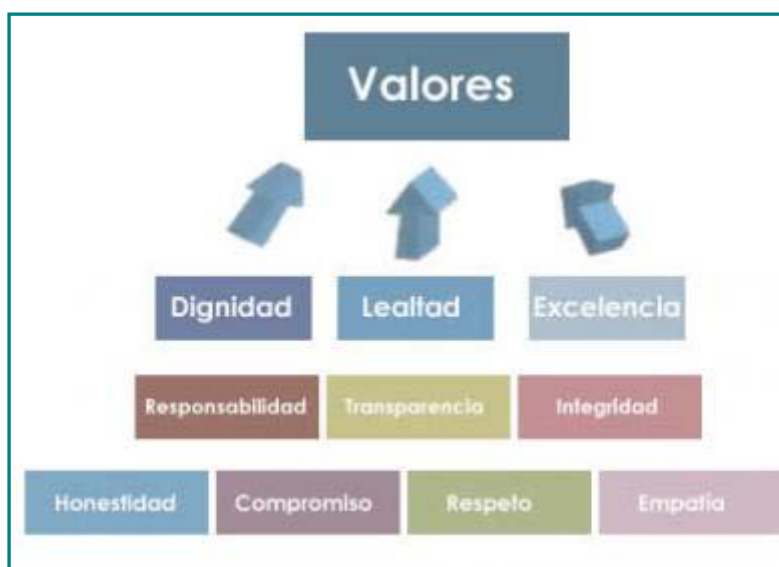 Valores
Dignidad Lealtad Excelencia
Responsabilidad Transparencia Integridad
Honestidad Compromiso Respeto Empatía